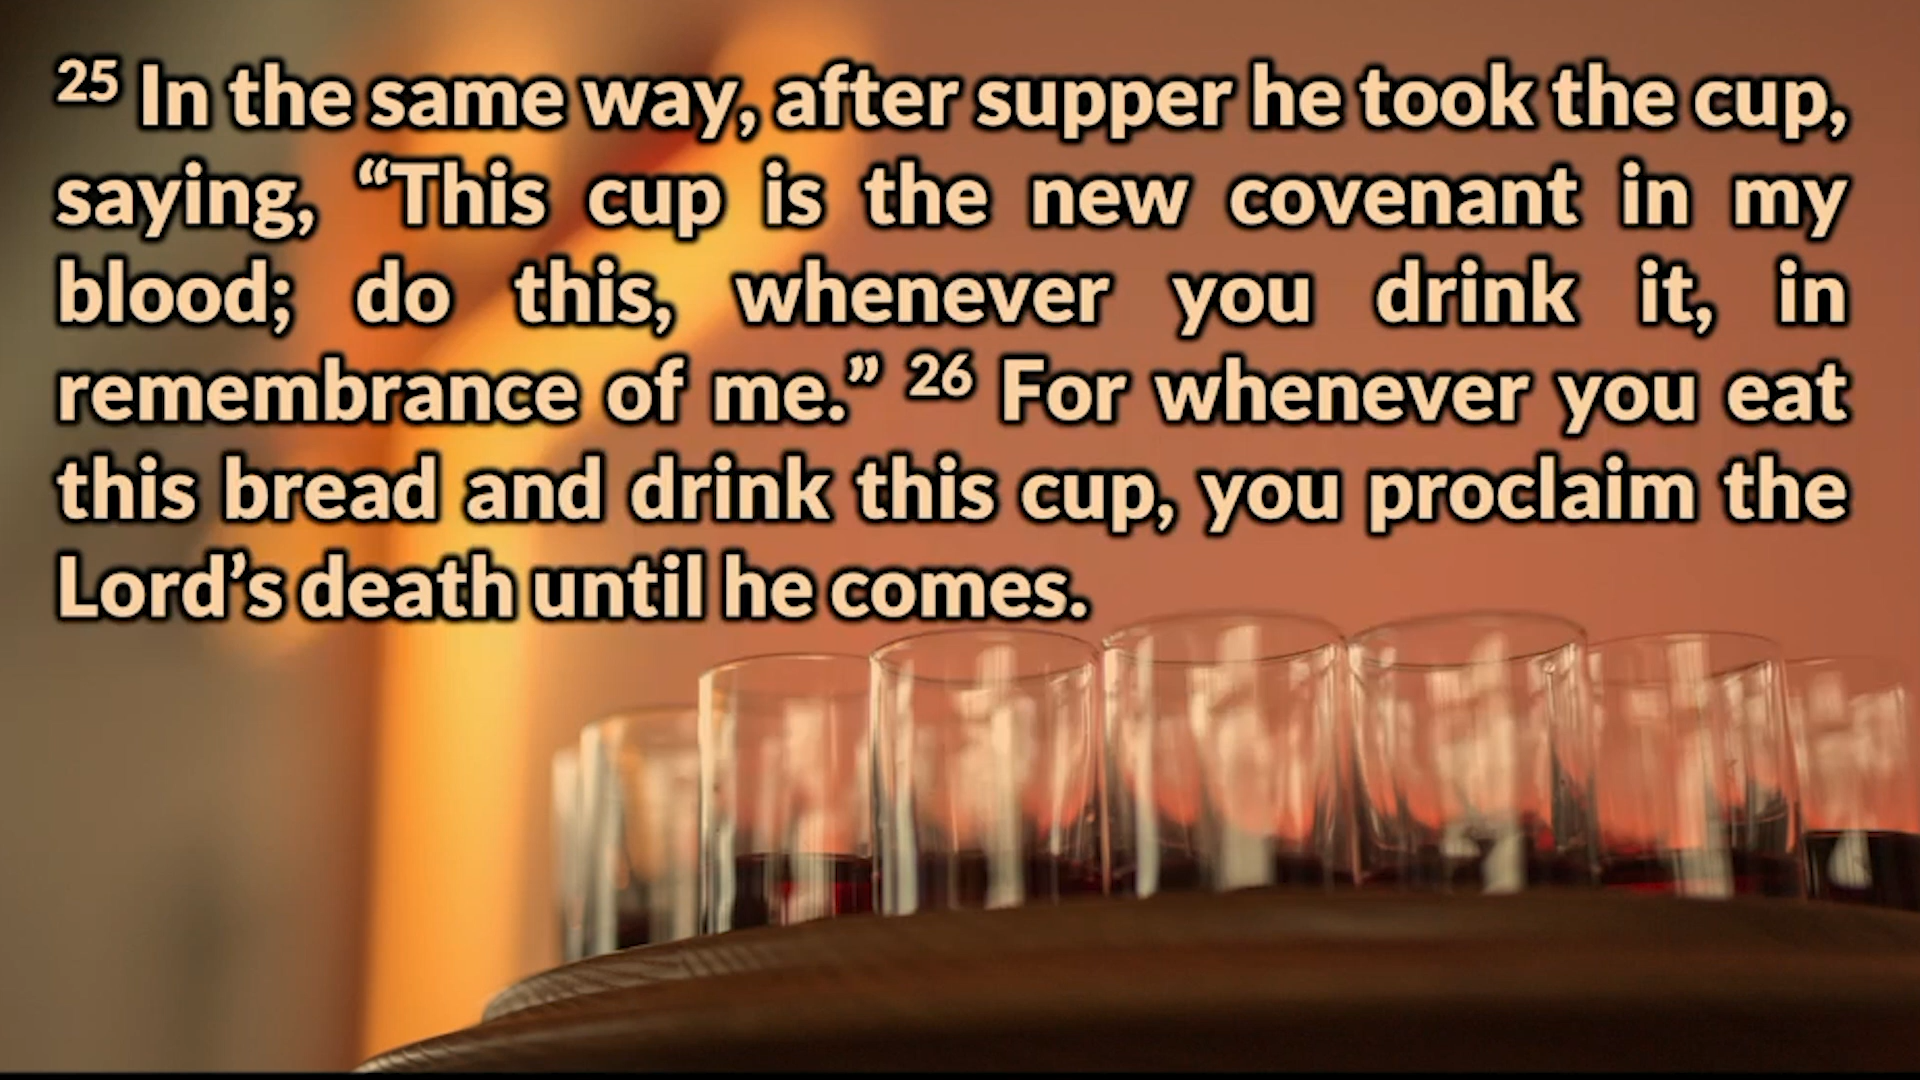 25 In the same way, after supper he took the cup,
saying, “This cup is the new covenant in my
blood; do this, whenever you drink it, in
remembrance of me.” 26 For whenever you eat
this bread and drink this cup, you proclaim the
Lord’s death until he comes.